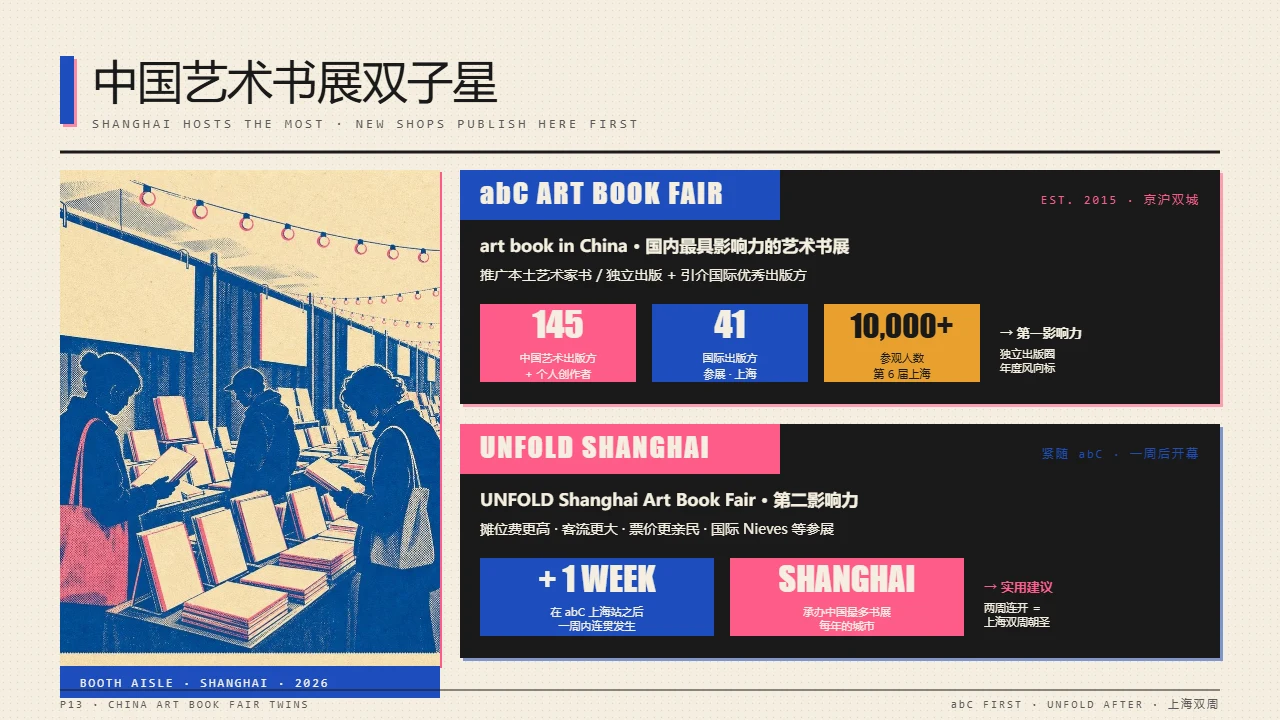 中国艺术书展双子星
SHANGHAI HOSTS THE MOST · NEW SHOPS PUBLISH HERE FIRST
abC ART BOOK FAIR
EST. 2015 · 京沪双城
art book in China • 国内最具影响力的艺术书展
推广本土艺术家书 / 独立出版 + 引介国际优秀出版方
145
中国艺术出版方
+ 个人创作者
41
国际出版方
参展 · 上海
10,000+
参观人数
第 6 届上海
→ 第一影响力
独立出版圈
年度风向标
UNFOLD SHANGHAI
紧随 abC · 一周后开幕
UNFOLD Shanghai Art Book Fair • 第二影响力
摊位费更高 · 客流更大 · 票价更亲民 · 国际 Nieves 等参展
+ 1 WEEK
在 abC 上海站之后
一周内连贯发生
SHANGHAI
承办中国最多书展
每年的城市
→ 实用建议
两周连开 =
上海双周朝圣
BOOTH AISLE · SHANGHAI · 2026
P13 · CHINA ART BOOK FAIR TWINS
abC FIRST · UNFOLD AFTER · 上海双周